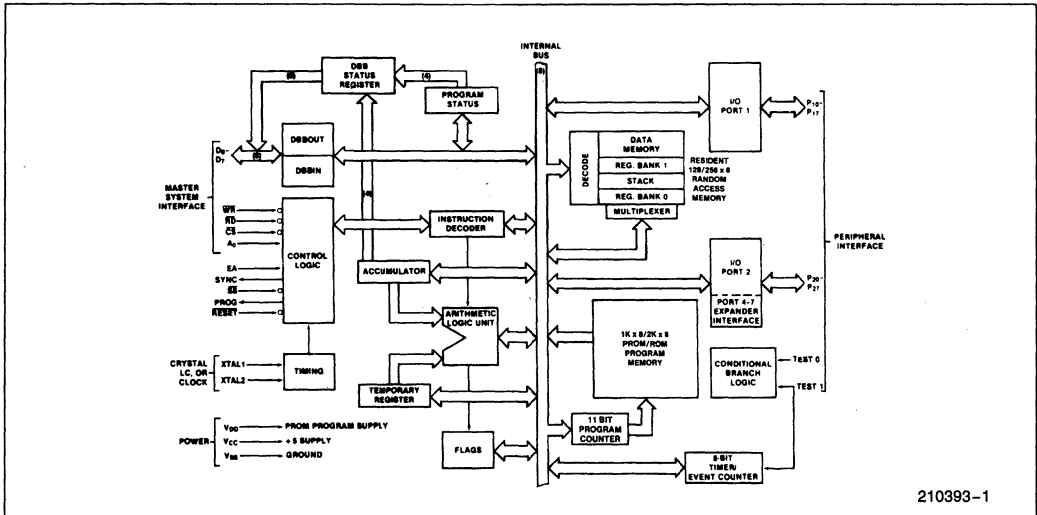 INTERNAL
BUS
(8)
DBB
STATUS
REGISTER
(8)
(4)
PROGRAM
STATUS
I/O
PORT 1
P10-
P17
D0-
D7
(8)
DBBOUT
DBBIN
DECODE
DATA
MEMORY
REG. BANK 1
STACK
REG. BANK 0
MULTIPLEXER
RESIDENT
128/256 x 8
RANDOM
ACCESS
MEMORY
MASTER
SYSTEM
INTERFACE
WR
RD
CS
A0
(4)
INSTRUCTION
DECODER
CONTROL
LOGIC
PERIPHERAL
INTERFACE
EA
SYNC
SS
PROG
RESET
ACCUMULATOR
I/O
PORT 2
PORT 4-7
EXPANDER
INTERFACE
P20-
P27
ARITHMETIC
LOGIC UNIT
1K x 8/2K x 8
PROM/ROM
PROGRAM
MEMORY
CRYSTAL
LC, OR
CLOCK
XTAL1
XTAL2
TIMING
TEMPORARY
REGISTER
CONDITIONAL
BRANCH
LOGIC
TEST 0
TEST 1
11 BIT
PROGRAM
COUNTER
POWER
VDD
PROM PROGRAM SUPPLY
VCC
+5 SUPPLY
VSS
GROUND
FLAGS
8-BIT
TIMER/
EVENT COUNTER
210393-1